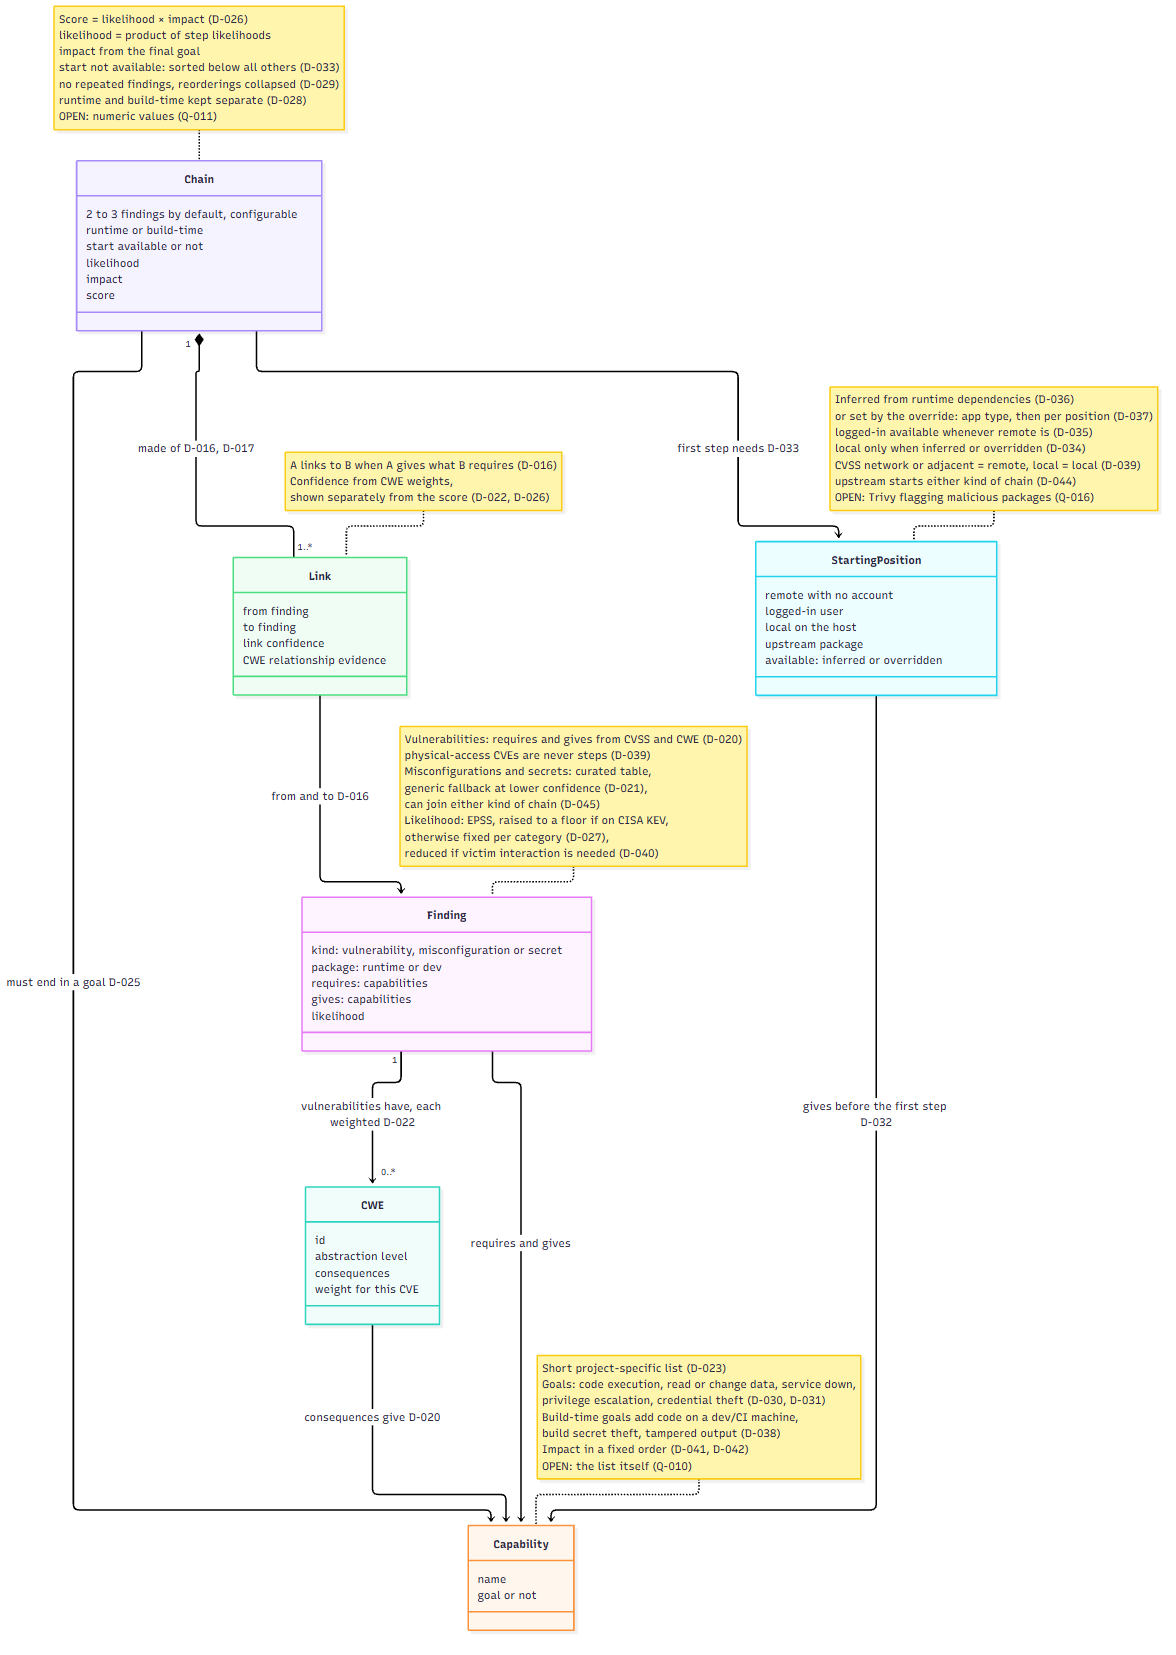 Score = likelihood × impact (D-026)
likelihood = product of step likelihoods
impact from the final goal
start not available: sorted below all others (D-033)
no repeated findings, reorderings collapsed (D-029)
runtime and build-time kept separate (D-028)
OPEN: numeric values (Q-011)
Chain
2 to 3 findings by default, configurable
runtime or build-time
start available or not
likelihood
impact
score
1
made of D-016, D-017
first step needs D-033
Inferred from runtime dependencies (D-036)
or set by the override: app type, then per position (D-037)
logged-in available whenever remote is (D-035)
local only when inferred or overridden (D-034)
CVSS network or adjacent = remote, local = local (D-039)
upstream starts either kind of chain (D-044)
OPEN: Trivy flagging malicious packages (Q-016)
A links to B when A gives what B requires (D-016)
Confidence from CWE weights,
shown separately from the score (D-022, D-026)
1..*
Link
from finding
to finding
link confidence
CWE relationship evidence
StartingPosition
remote with no account
logged-in user
local on the host
upstream package
available: inferred or overridden
from and to D-016
Vulnerabilities: requires and gives from CVSS and CWE (D-020)
physical-access CVEs are never steps (D-039)
Misconfigurations and secrets: curated table,
generic fallback at lower confidence (D-021),
can join either kind of chain (D-045)
Likelihood: EPSS, raised to a floor if on CISA KEV,
otherwise fixed per category (D-027),
reduced if victim interaction is needed (D-040)
Finding
kind: vulnerability, misconfiguration or secret
package: runtime or dev
requires: capabilities
gives: capabilities
likelihood
must end in a goal D-025
1
vulnerabilities have, each
weighted D-022
0..*
gives before the first step
D-032
CWE
id
abstraction level
consequences
weight for this CVE
requires and gives
consequences give D-020
Short project-specific list (D-023)
Goals: code execution, read or change data, service down,
privilege escalation, credential theft (D-030, D-031)
Build-time goals add code on a dev/CI machine,
build secret theft, tampered output (D-038)
Impact in a fixed order (D-041, D-042)
OPEN: the list itself (Q-010)
Capability
name
goal or not